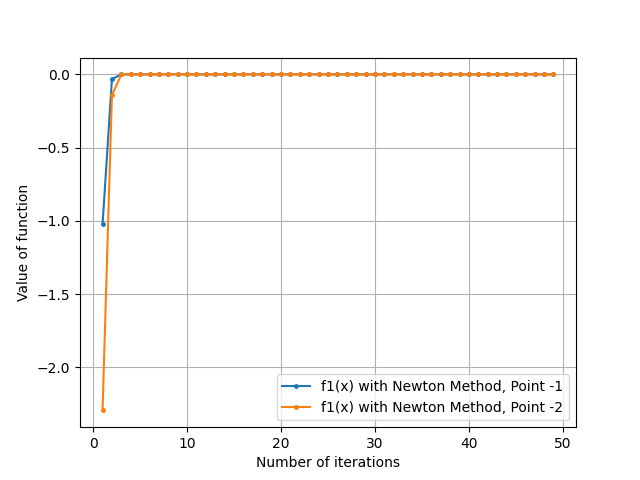 0.0
−0.5
−1.0
−1.5
−2.0
Value of function
f1(x) with Newton Method, Point -1
f1(x) with Newton Method, Point -2
0 10 20 30 40 50
Number of iterations